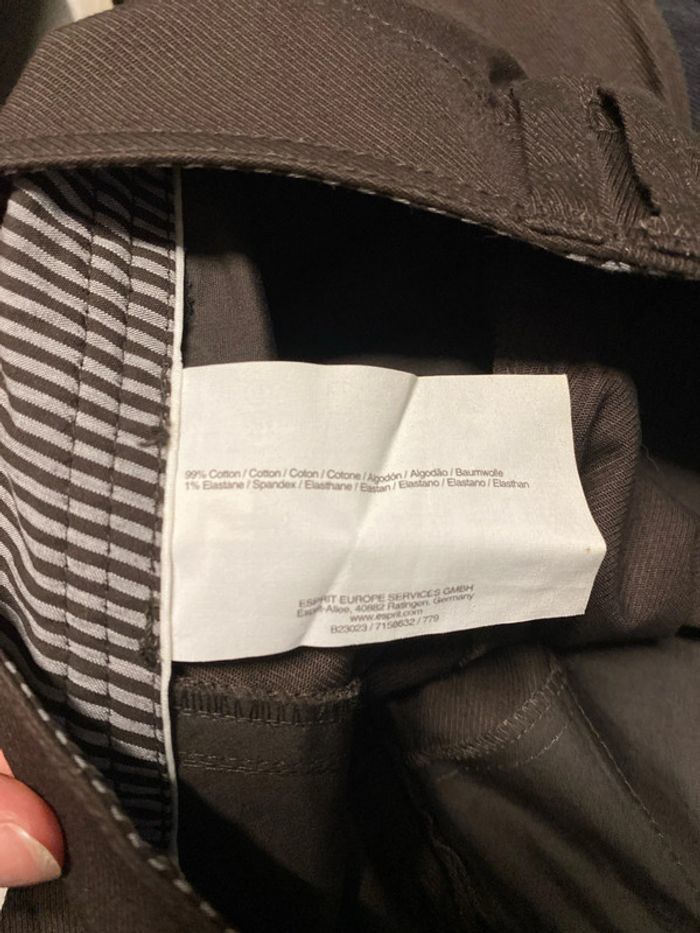 99% Cotton / Cotton / Coton / Cotone / Algodón / Algodão / Baumwolle
1% Elastane / Spandex / Elasthanne / Elastan / Elastano / Elastano / Elasthan
ESPRIT EUROPE SERVICES GMBH
Esprit-Allee, 40882 Ratingen, Germany
www.esprit.com
B23023 / 7150632 / 779